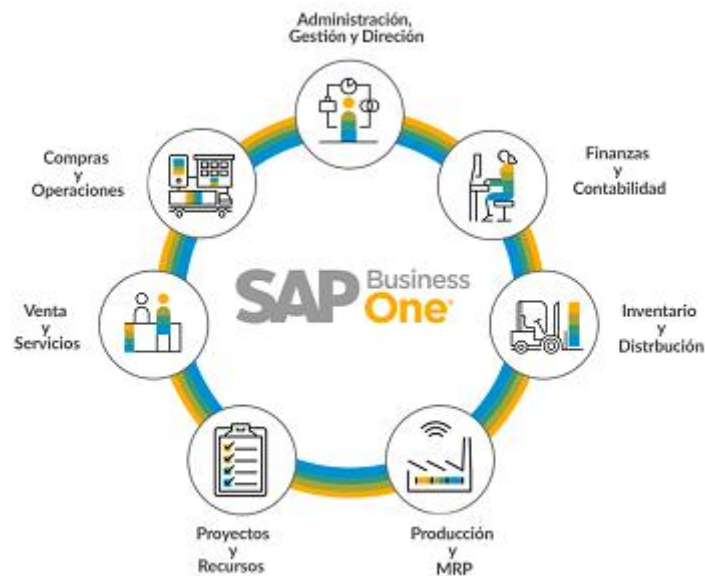 Administración,
Gestión y Direción
Finanzas
y
Contabilidad
Inventario
y
Distrbución
Producción
y
MRP
Proyectos
y
Recursos
Venta
y
Servicios
Compras
y
Operaciones
SAP Business
One